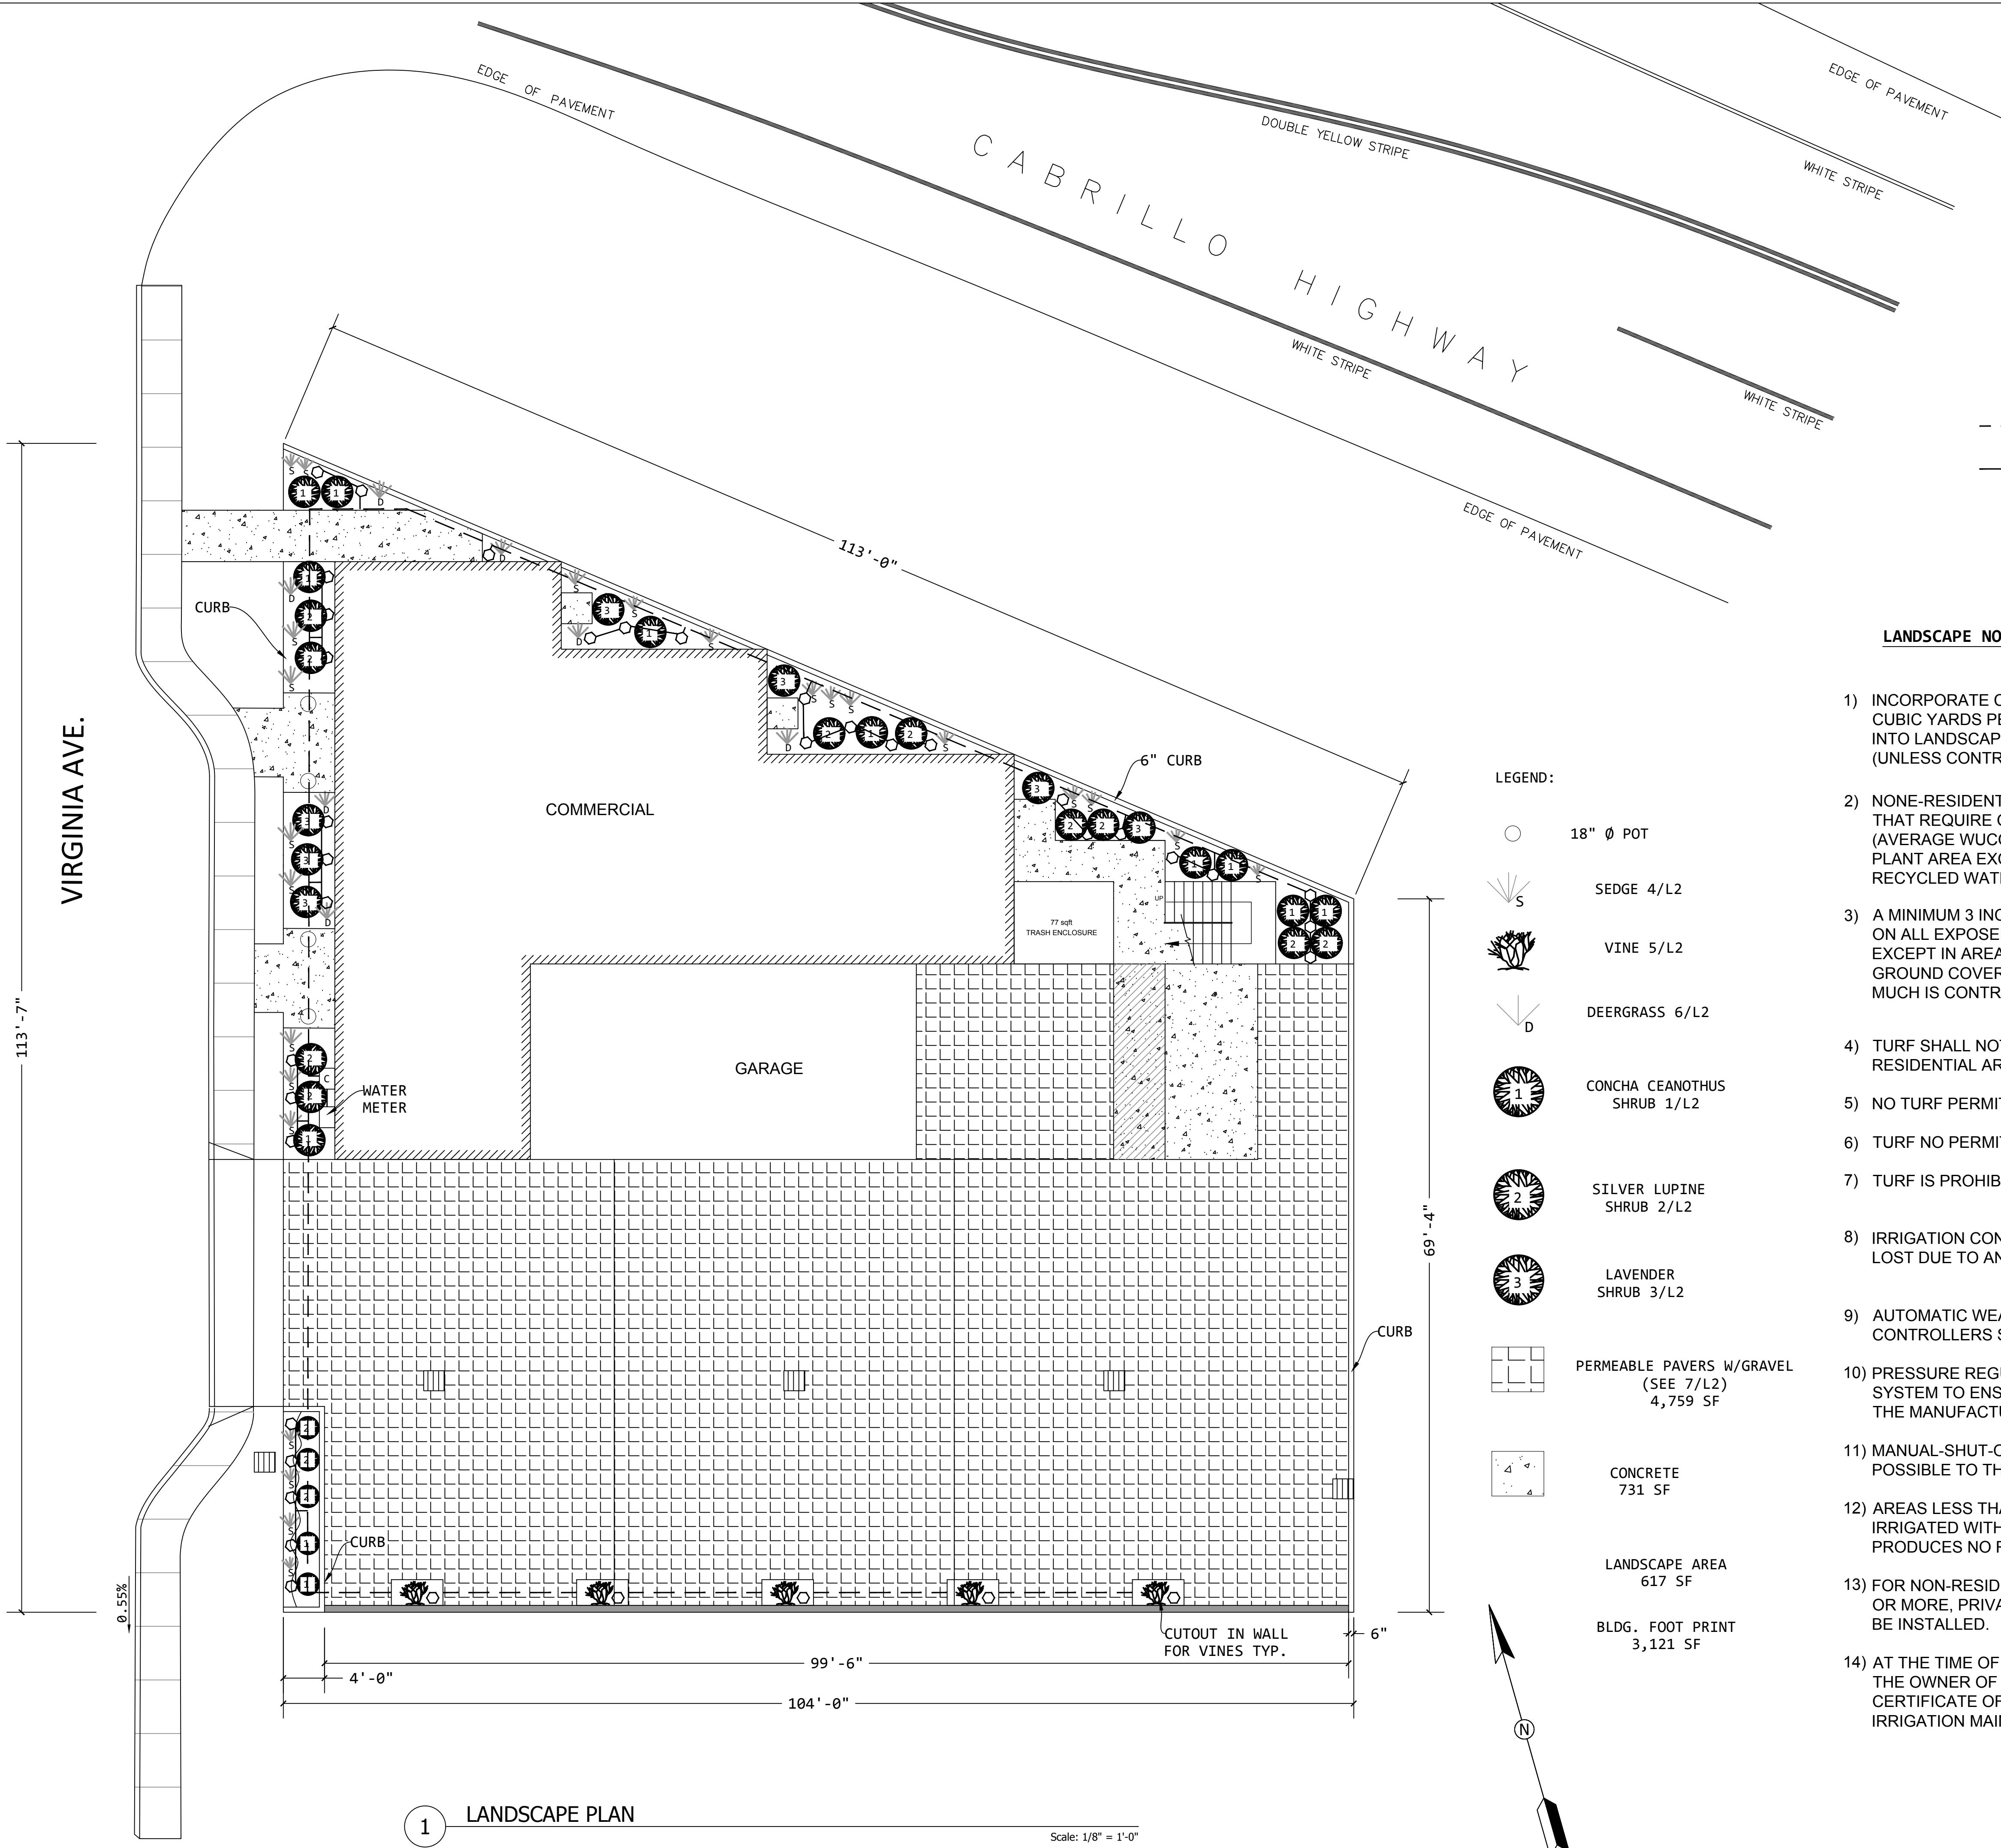 EDGE OF PAVEMENT
DOUBLE YELLOW STRIPE
EDGE OF PAVEMENT
WHITE STRIPE
CABRILLO HIGHWAY
WHITE STRIPE
WHITE STRIPE
EDGE OF PAVEMENT
113'-0"
VIRGINIA AVE.
113'-7"
CURB
COMMERCIAL
6" CURB
UP
77 sqft
TRASH ENCLOSURE
GARAGE
C
WATER
METER
69'-4"
CURB
CURB
0.55%
CUTOUT IN WALL
FOR VINES TYP.
6"
99'-6"
4'-0"
104'-0"
LEGEND:
18" Ø POT
S
SEDGE 4/L2
VINE 5/L2
D
DEERGRASS 6/L2
1
CONCHA CEANOTHUS
SHRUB 1/L2
2
SILVER LUPINE
SHRUB 2/L2
3
LAVENDER
SHRUB 3/L2
PERMEABLE PAVERS W/GRAVEL
(SEE 7/L2)
4,759 SF
CONCRETE
731 SF
LANDSCAPE AREA
617 SF
BLDG. FOOT PRINT
3,121 SF
N
LANDSCAPE NO
1) INCORPORATE
CUBIC YARDS
INTO LANDSCAP
(UNLESS CONTR
2) NONE-RESIDENT
THAT REQUIRE
(AVERAGE WUCO
PLANT AREA EXC
RECYCLED WAT
3) A MINIMUM 3 INC
ON ALL EXPOSE
EXCEPT IN AREA
GROUND COVER
MUCH IS CONTR
4) TURF SHALL NOT
RESIDENTIAL AR
5) NO TURF PERMI
6) TURF NO PERMI
7) TURF IS PROHIB
8) IRRIGATION CON
LOST DUE TO AN
9) AUTOMATIC WEA
CONTROLLERS S
10) PRESSURE REGU
SYSTEM TO ENS
THE MANUFACTU
11) MANUAL-SHUT-O
POSSIBLE TO TH
12) AREAS LESS THA
IRRIGATED WITH
PRODUCES NO
13) FOR NON-RESID
OR MORE, PRIVA
BE INSTALLED.
14) AT THE TIME OF
THE OWNER OF
CERTIFICATE OF
IRRIGATION MAI
1 LANDSCAPE PLAN
Scale: 1/8" = 1'-0"